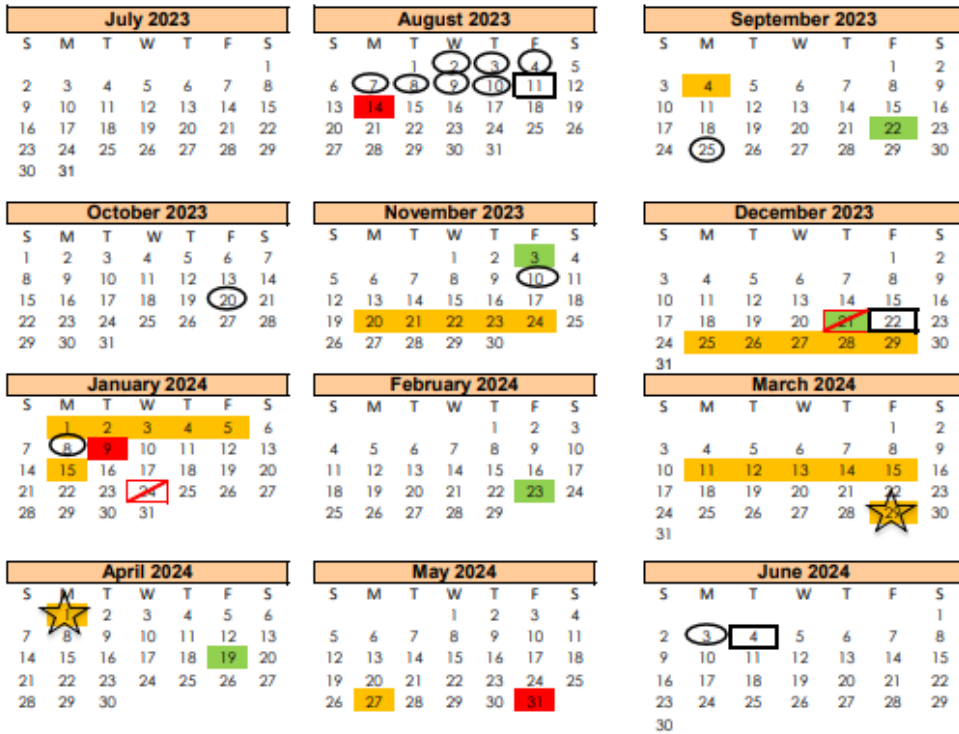 July 2023
S M T W T F S
1
2 3 4 5 6 7 8
9 10 11 12 13 14 15
16 17 18 19 20 21 22
23 24 25 26 27 28 29
30 31
August 2023
S M T W T F S
1 2 3 4 5
6 7 8 9 10 11 12
13 14 15 16 17 18 19
20 21 22 23 24 25 26
27 28 29 30 31
September 2023
S M T W T F S
1 2
3 4 5 6 7 8 9
10 11 12 13 14 15 16
17 18 19 20 21 22 23
24 25 26 27 28 29 30
October 2023
S M T W T F S
1 2 3 4 5 6 7
8 9 10 11 12 13 14
15 16 17 18 19 20 21
22 23 24 25 26 27 28
29 30 31
November 2023
S M T W T F S
1 2 3 4
5 6 7 8 9 10 11
12 13 14 15 16 17 18
19 20 21 22 23 24 25
26 27 28 29 30
December 2023
S M T W T F S
1 2
3 4 5 6 7 8 9
10 11 12 13 14 15 16
17 18 19 20 21 22 23
24 25 26 27 28 29 30
31
January 2024
S M T W T F S
1 2 3 4 5 6
7 8 9 10 11 12 13
14 15 16 17 18 19 20
21 22 23 24 25 26 27
28 29 30 31
February 2024
S M T W T F S
1 2 3
4 5 6 7 8 9 10
11 12 13 14 15 16 17
18 19 20 21 22 23 24
25 26 27 28 29
March 2024
S M T W T F S
1 2
3 4 5 6 7 8 9
10 11 12 13 14 15 16
17 18 19 20 21 22 23
24 25 26 27 28 29 30
31
April 2024
S M T W T F S
1 2 3 4 5 6
7 8 9 10 11 12 13
14 15 16 17 18 19 20
21 22 23 24 25 26 27
28 29 30
May 2024
S M T W T F S
1 2 3 4
5 6 7 8 9 10 11
12 13 14 15 16 17 18
19 20 21 22 23 24 25
26 27 28 29 30 31
June 2024
S M T W T F S
1
2 3 4 5 6 7 8
9 10 11 12 13 14 15
16 17 18 19 20 21 22
23 24 25 26 27 28 29
30